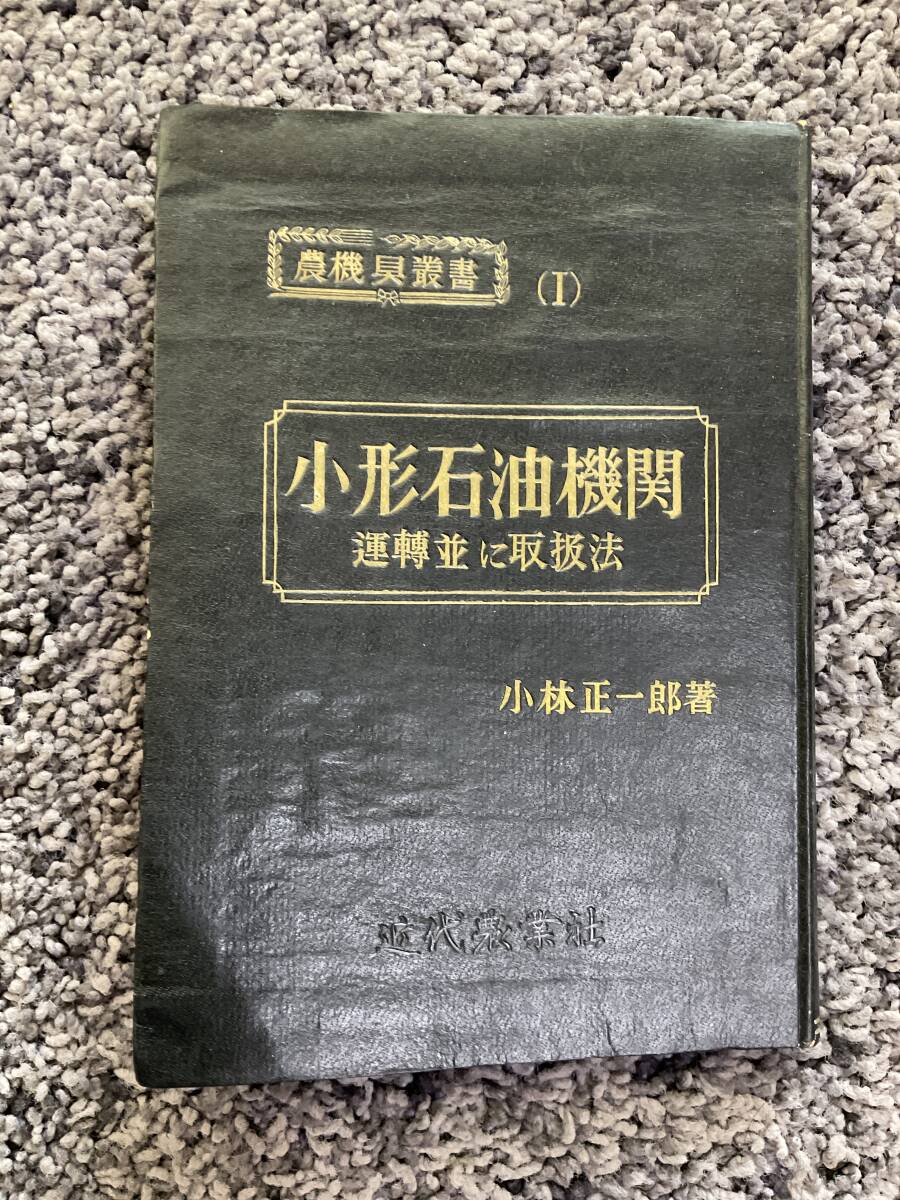 農機具叢書 (I)
小形石油機関
運轉並に取扱法
小林正一郎著
近代農業社